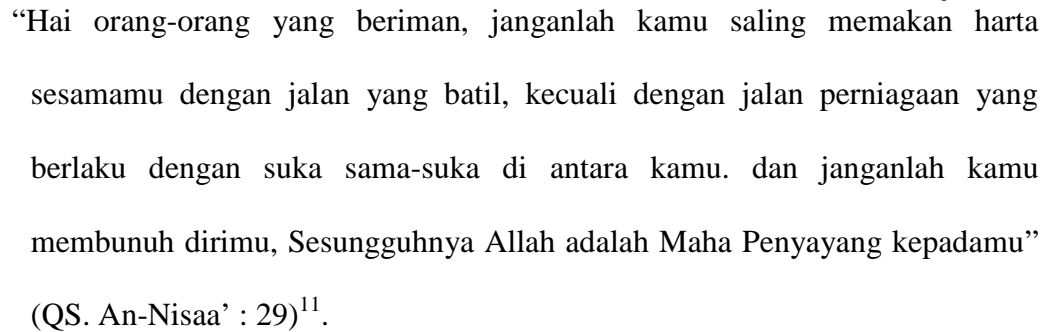 “Hai orang-orang yang beriman, janganlah kamu saling memakan harta
sesamamu dengan jalan yang batil, kecuali dengan jalan perniagaan yang
berlaku dengan suka sama-suka di antara kamu. dan janganlah kamu
membunuh dirimu, Sesungguhnya Allah adalah Maha Penyayang kepadamu”
(QS. An-Nisaa’ : 29)¹¹.